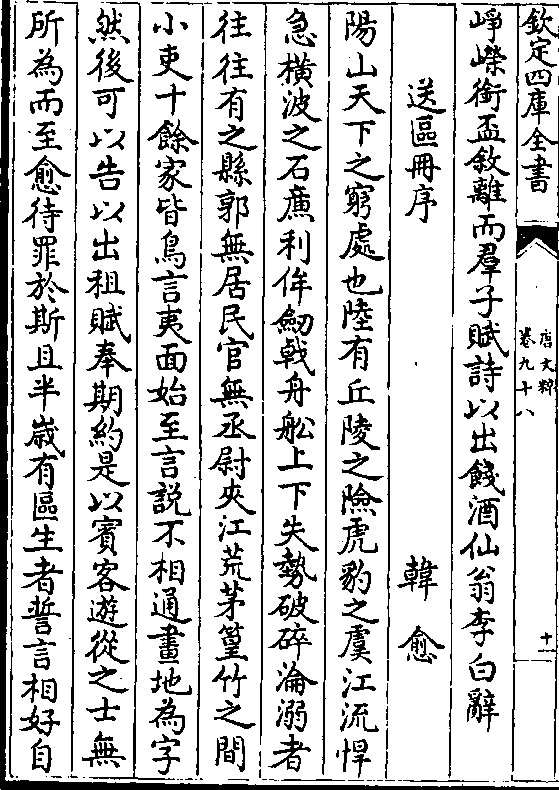 欽定四庫全書
唐文粹
卷九十八
十一
崢嶸銜盃敘離而羣子賦詩以出餞酒仙翁李白辭
送區冊序
韓愈
陽山天下之窮處也陸有丘陵之險虎豹之虞江流悍
急橫波之石廉利侔劒戟舟舩上下失勢破碎淪溺者
往往有之縣郭無居民官無丞尉夾江荒茅篁竹之間
小吏十餘家皆鳥言夷面始至言説不相通畫地為字
然後可以告以出租賦奉期約是以賓客遊從之士無
所為而至愈待罪於斯且半歲有區生者誓言相好自